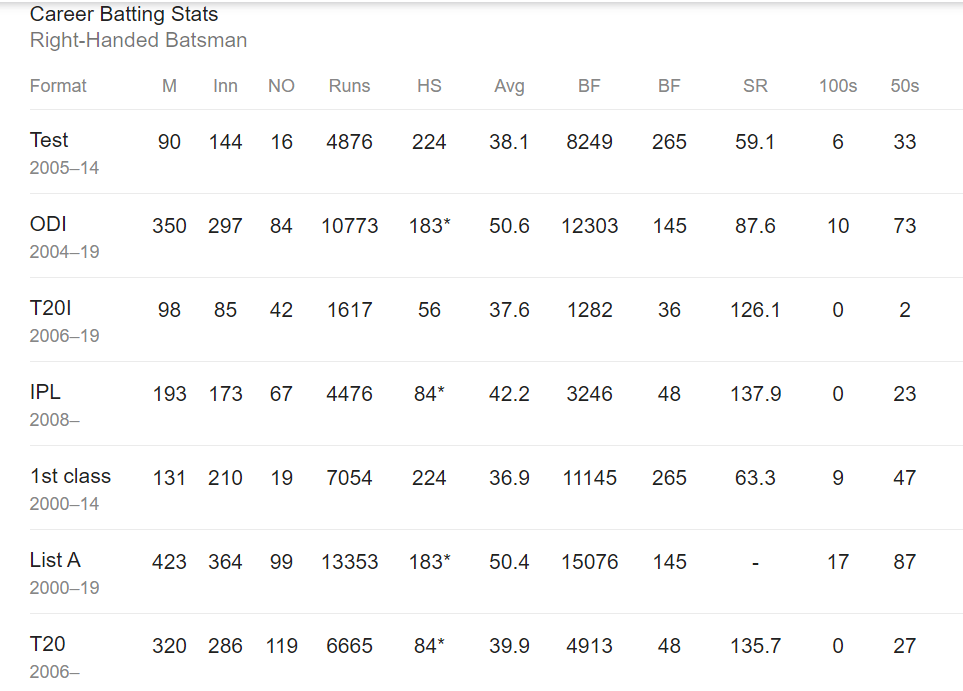 Career Batting Stats
Right-Handed Batsman
Format M Inn NO Runs HS Avg BF BF SR 100s 50s
Test 90 144 16 4876 224 38.1 8249 265 59.1 6 33
2005–14
ODI 350 297 84 10773 183* 50.6 12303 145 87.6 10 73
2004–19
T20I 98 85 42 1617 56 37.6 1282 36 126.1 0 2
2006–19
IPL 193 173 67 4476 84* 42.2 3246 48 137.9 0 23
2008–
1st class 131 210 19 7054 224 36.9 11145 265 63.3 9 47
2000–14
List A 423 364 99 13353 183* 50.4 15076 145 - 17 87
2000–19
T20 320 286 119 6665 84* 39.9 4913 48 135.7 0 27
2006–